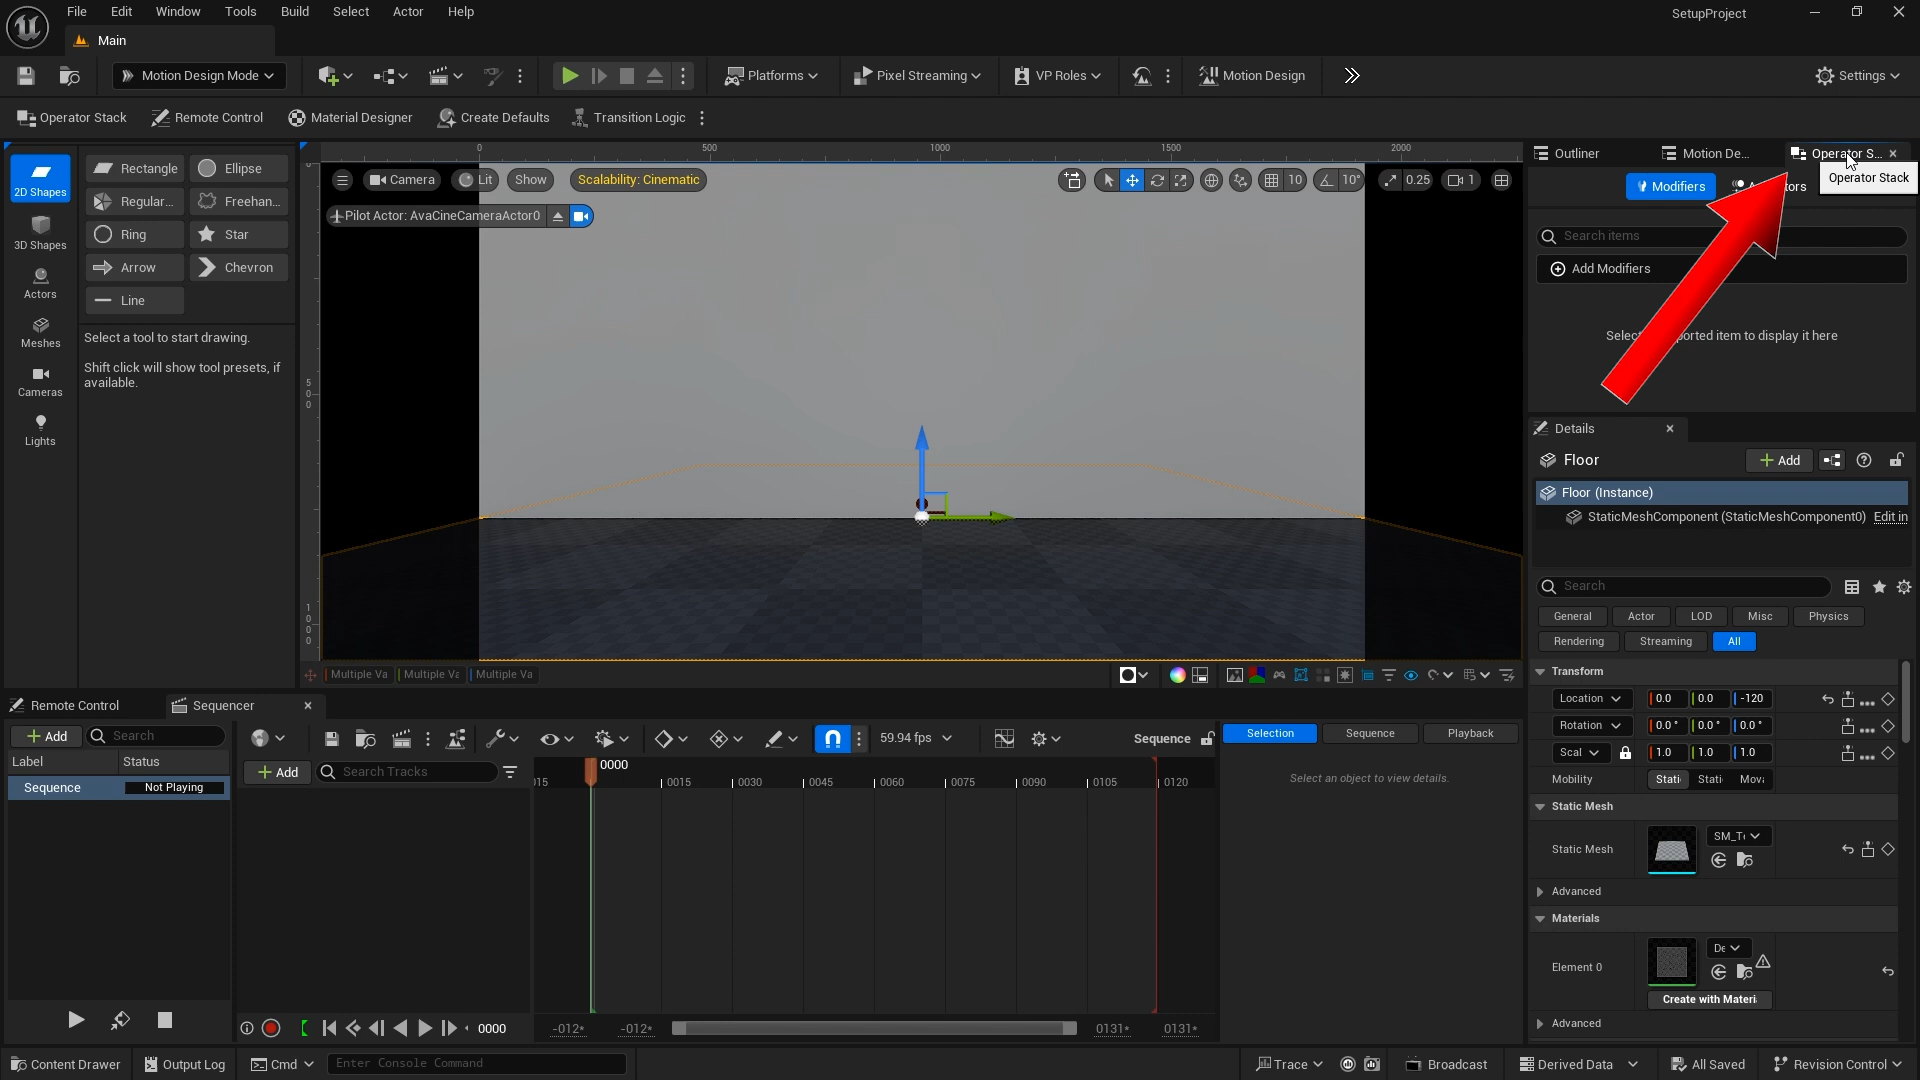 File Edit Window Tools Build Select Actor Help
SetupProject
Main
Motion Design Mode
Platforms
Pixel Streaming
VP Roles
Motion Design
Settings
Operator Stack
Remote Control
Material Designer
Create Defaults
Transition Logic
0 500 1000 1500 2000
Outliner
Motion De...
Operator S...
Operator Stack
2D Shapes
3D Shapes
Actors
Meshes
Cameras
Lights
Rectangle
Ellipse
Regular...
Freehan...
Ring
Star
Arrow
Chevron
Line
Select a tool to start drawing.
Shift click will show tool presets, if
available.
Camera
Lit
Show
Scalability: Cinematic
10
10°
0.25
1
Pilot Actor: AvaCineCameraActor0
0
500
1000
Modifiers
Search items
Add Modifiers
Details
Floor
Add
Floor (Instance)
StaticMeshComponent (StaticMeshComponent0) Edit in
Search
General Actor LOD Misc Physics
Rendering Streaming All
Transform
Location 0.0 0.0 -120
Rotation 0.0° 0.0° 0.0°
Scal 1.0 1.0 1.0
Mobility Stati Stati Mova
Static Mesh
Static Mesh SM_Te
Advanced
Materials
Element 0 De
Create with Materi
Advanced
Multiple Va Multiple Va Multiple Va
Remote Control
Sequencer
Add
Search
Label Status
Sequence Not Playing
59.94 fps
Sequence
Add
Search Tracks
0000
015 0015 0030 0045 0060 0075 0090 0105 0120
0000
-012* -012* 0131* 0131*
Selection Sequence Playback
Select an object to view details.
Content Drawer
Output Log
Cmd
Enter Console Command
Trace
Broadcast
Derived Data
All Saved
Revision Control